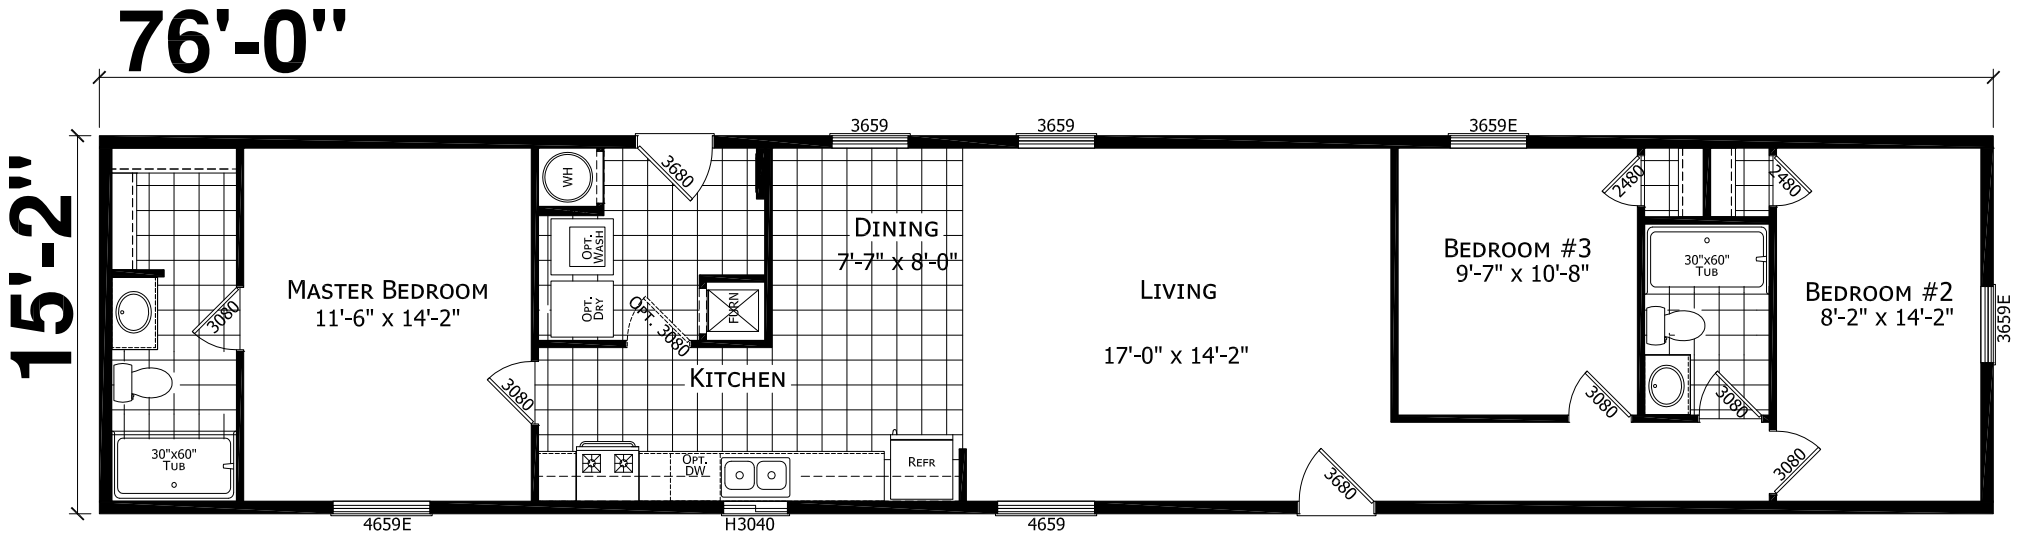 76'-0"
15'-2"
3659
3659
3659E
WH
3680
2480
2480
OPT.
WASH
DINING
7'-7" x 8'-0"
BEDROOM #3
9'-7" x 10'-8"
30"x60"
TUB
MASTER BEDROOM
11'-6" x 14'-2"
3080
OPT.
DRY
OPT. 3080
FURN
LIVING
17'-0" x 14'-2"
BEDROOM #2
8'-2" x 14'-2"
3659E
KITCHEN
3080
3080
3080
30"x60"
TUB
OPT.
DW
REFR
3680
3080
4659E
H3040
4659